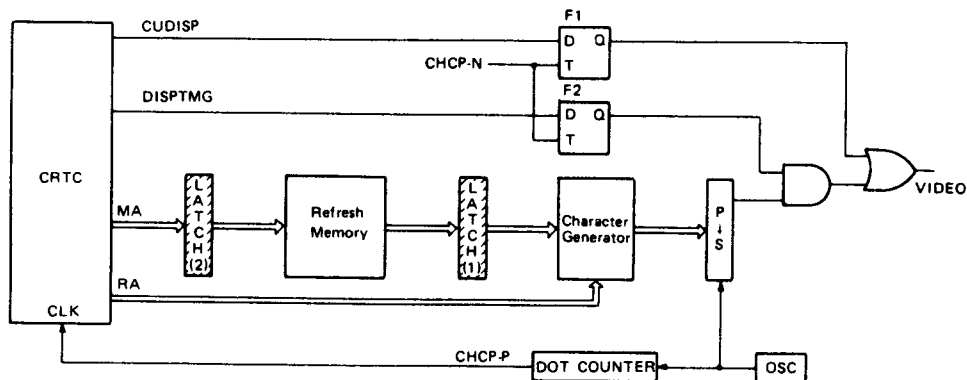 F1
CUDISP
D Q
T
CHCP-N
F2
DISPTMG
D Q
T
CRTC
MA
LATCH (2)
Refresh
Memory
LATCH (1)
Character
Generator
P↓S
VIDEO
RA
CLK
CHCP-P
DOT COUNTER
OSC